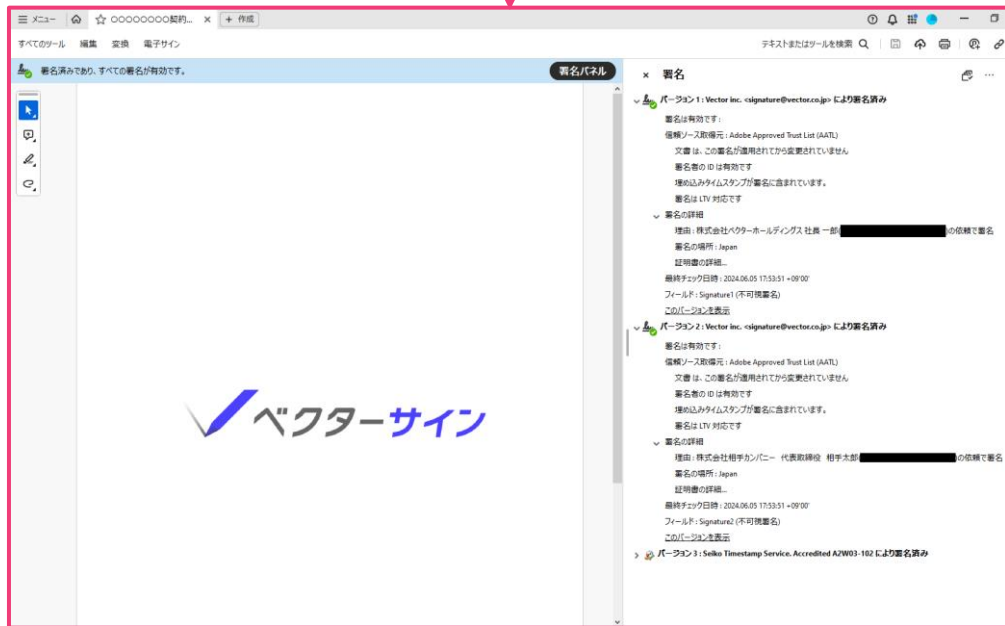 メニュー
○○○○○○○○契約...
作成
すべてのツール 編集 変換 電子サイン
テキストまたはツールを検索
署名済みであり、すべての署名が有効です。
署名パネル
ベクターサイン
署名
バージョン 1 : Vector inc. <signature@vector.co.jp> により署名済み
署名は有効です :
信頼ソース取得元 : Adobe Approved Trust List (AATL)
文書 は、この署名が適用されてから変更されていません
署名者の ID は有効です
埋め込みタイムスタンプが署名に含まれています。
署名は LTV 対応です
署名の詳細
理由 : 株式会社ベクターホールディングス 社長 一郎( )の依頼で署名
署名の場所 : Japan
証明書の詳細...
最終チェック日時 : 2024.06.05 17:53:51 +09'00'
フィールド : Signature1 (不可視署名)
このバージョンを表示
バージョン 2 : Vector inc. <signature@vector.co.jp> により署名済み
署名は有効です :
信頼ソース取得元 : Adobe Approved Trust List (AATL)
文書 は、この署名が適用されてから変更されていません
署名者の ID は有効です
埋め込みタイムスタンプが署名に含まれています。
署名は LTV 対応です
署名の詳細
理由 : 株式会社相手カンパニー 代表取締役 相手太郎( )の依頼で署名
署名の場所 : Japan
証明書の詳細...
最終チェック日時 : 2024.06.05 17:53:51 +09'00'
フィールド : Signature2 (不可視署名)
このバージョンを表示
バージョン 3 : Seiko Timestamp Service. Accredited A2W03-102 により署名済み